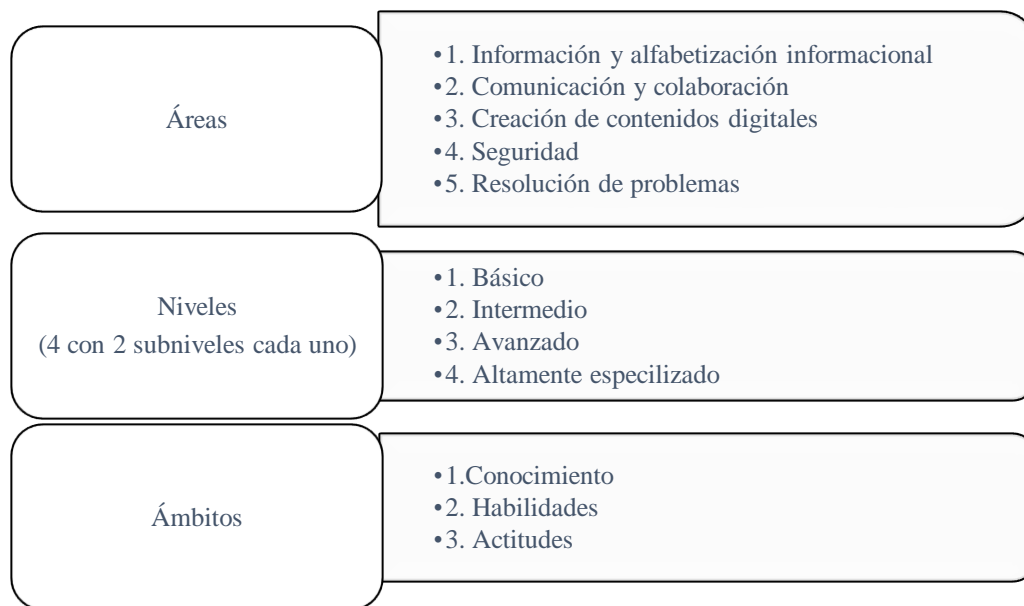 Áreas
•1. Información y alfabetización informacional
•2. Comunicación y colaboración
•3. Creación de contenidos digitales
•4. Seguridad
•5. Resolución de problemas
Niveles
(4 con 2 subniveles cada uno)
•1. Básico
•2. Intermedio
•3. Avanzado
•4. Altamente especilizado
Ámbitos
•1.Conocimiento
•2. Habilidades
•3. Actitudes